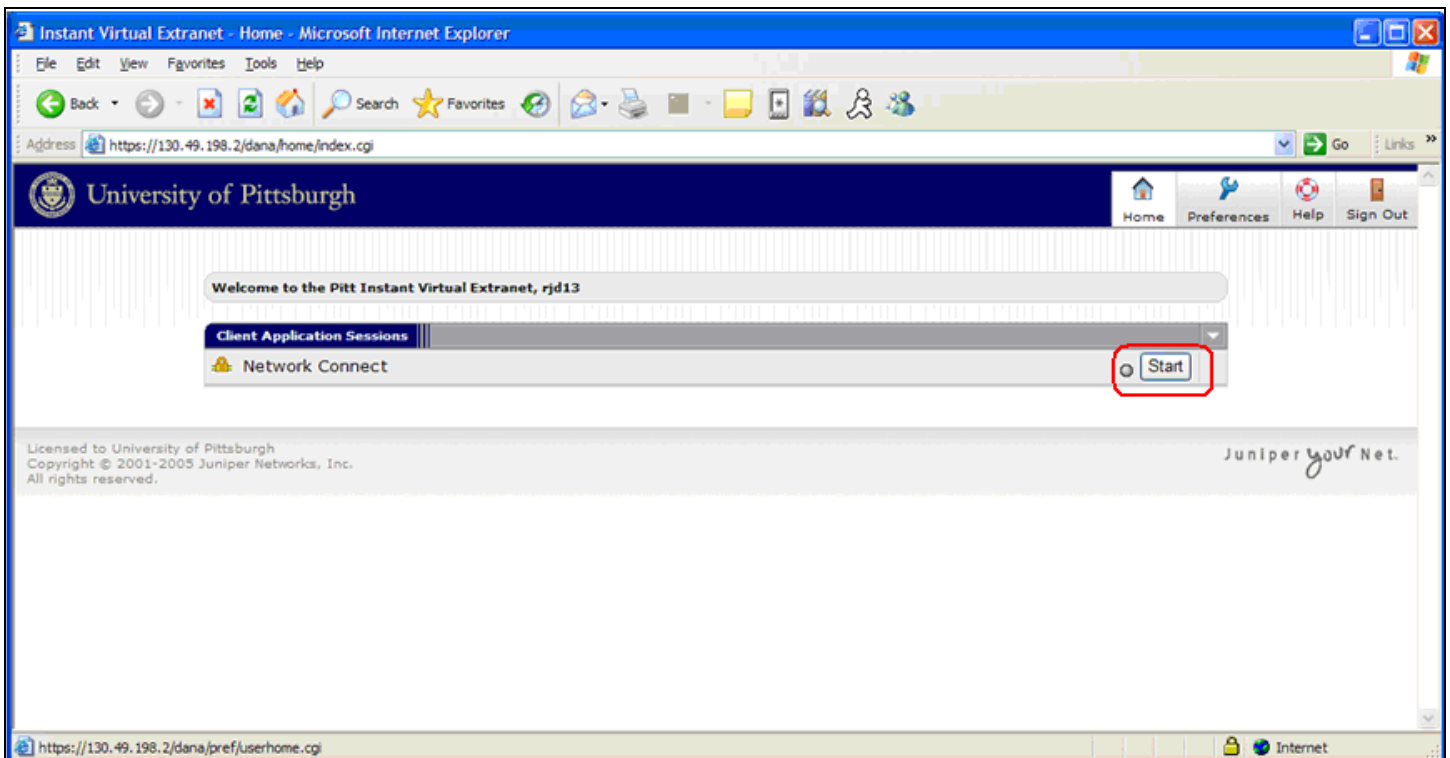 Instant Virtual Extranet - Home - Microsoft Internet Explorer
File Edit View Favorites Tools Help
Back Search Favorites
Address https://130.49.198.2/dana/home/index.cgi Go Links »
University of Pittsburgh
Home Preferences Help Sign Out
Welcome to the Pitt Instant Virtual Extranet, rjd13
Client Application Sessions
Network Connect Start
Licensed to University of Pittsburgh
Copyright © 2001-2005 Juniper Networks, Inc.
All rights reserved.
Juniper your Net.
https://130.49.198.2/dana/pref/userhome.cgi Internet